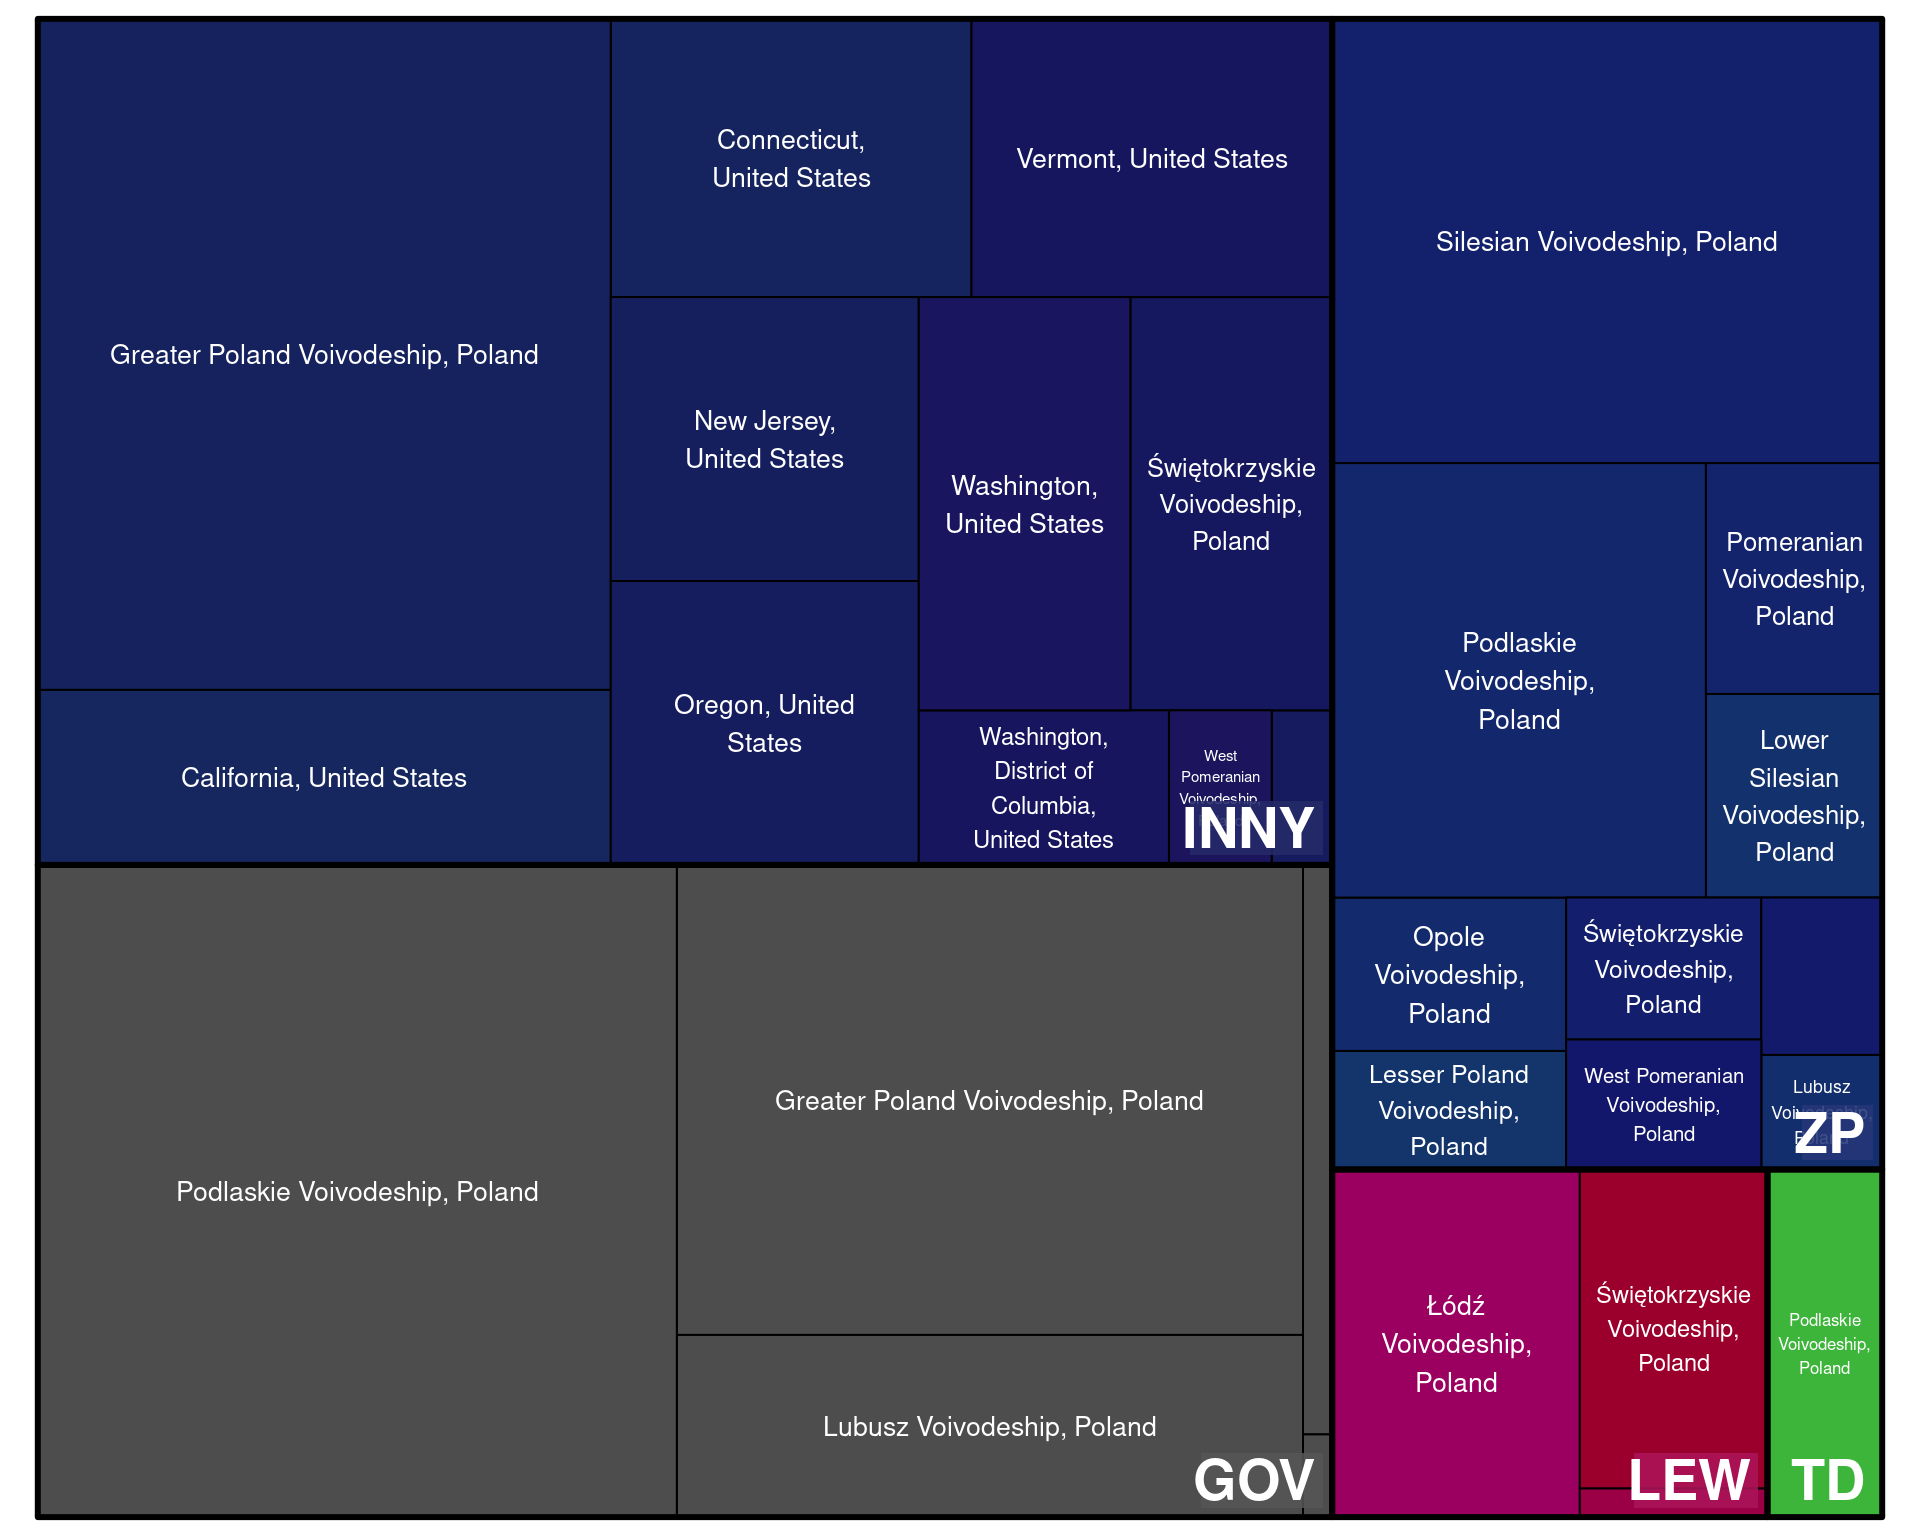 Greater Poland Voivodeship, Poland
California, United States
Connecticut,
United States
Vermont, United States
New Jersey,
United States
Oregon, United
States
Washington,
United States
Świętokrzyskie
Voivodeship,
Poland
Washington,
District of
Columbia,
United States
West
Pomeranian
Voivodeship,
INNY
Podlaskie Voivodeship, Poland
Greater Poland Voivodeship, Poland
Lubusz Voivodeship, Poland
GOV
Silesian Voivodeship, Poland
Podlaskie
Voivodeship,
Poland
Pomeranian
Voivodeship,
Poland
Lower
Silesian
Voivodeship,
Poland
Opole
Voivodeship,
Poland
Lesser Poland
Voivodeship,
Poland
Świętokrzyskie
Voivodeship,
Poland
West Pomeranian
Voivodeship,
Poland
Lubusz
Voivodeship,
Poland
ZP
Łódź
Voivodeship,
Poland
Świętokrzyskie
Voivodeship,
Poland
LEW
Podlaskie
Voivodeship,
Poland
TD